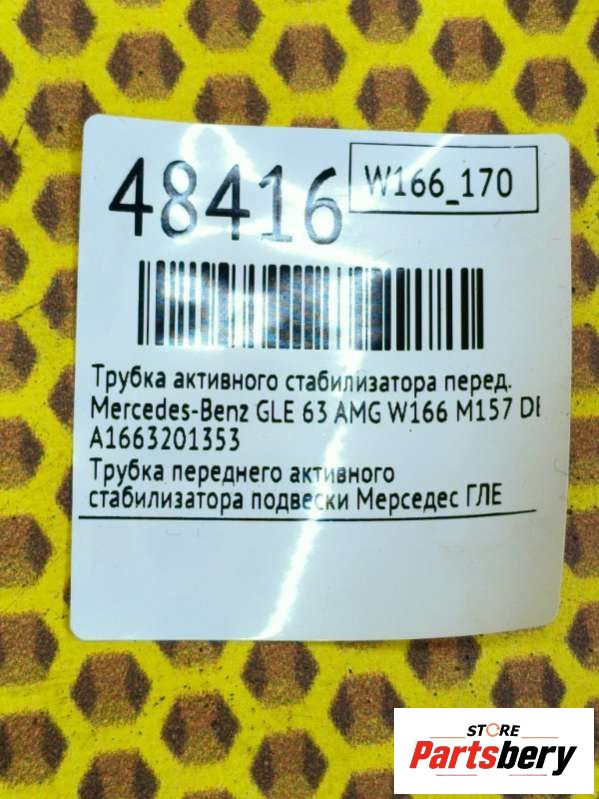 48416
W166_170
Трубка активного стабилизатора перед.
Mercedes-Benz GLE 63 AMG W166 M157 DE
A1663201353
Трубка переднего активного
стабилизатора подвески Мерседес ГЛЕ
STORE
Partsbery